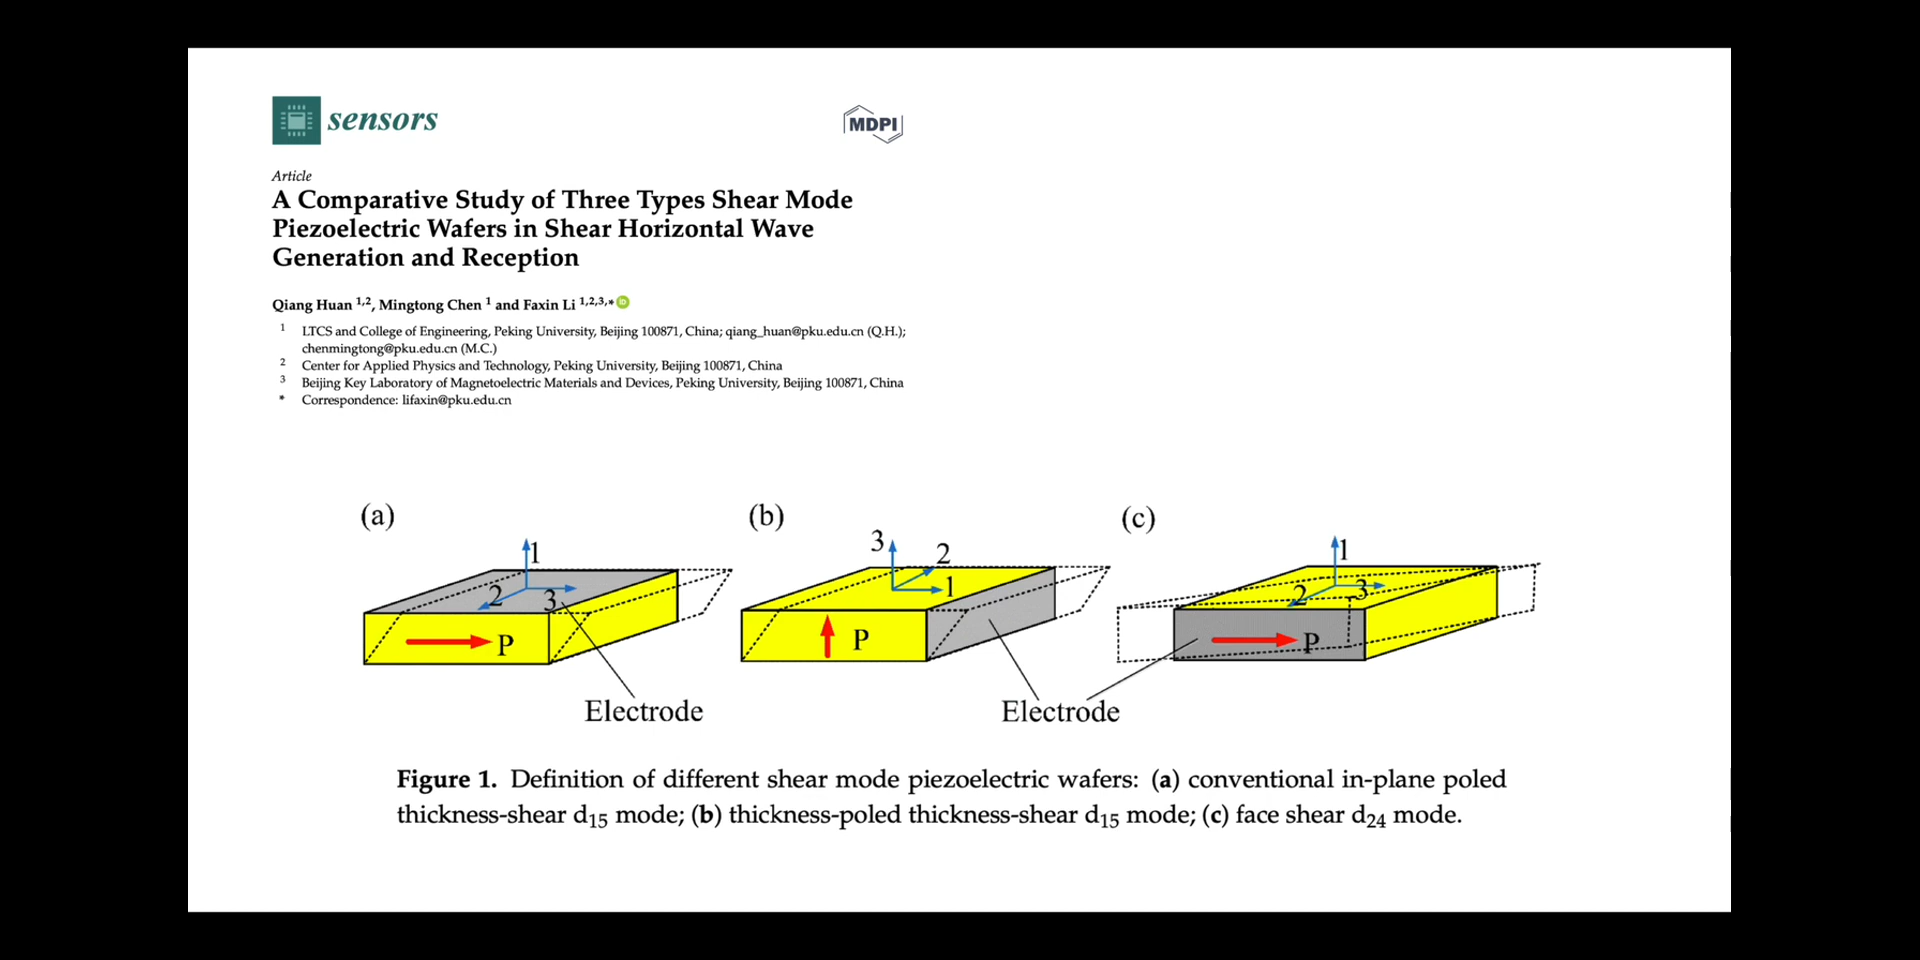 sensors
MDPI
Article
A Comparative Study of Three Types Shear Mode
Piezoelectric Wafers in Shear Horizontal Wave
Generation and Reception
Qiang Huan 1,2, Mingtong Chen 1 and Faxin Li 1,2,3,* iD
1 LTCS and College of Engineering, Peking University, Beijing 100871, China; qiang_huan@pku.edu.cn (Q.H.);
chenmingtong@pku.edu.cn (M.C.)
2 Center for Applied Physics and Technology, Peking University, Beijing 100871, China
3 Beijing Key Laboratory of Magnetoelectric Materials and Devices, Peking University, Beijing 100871, China
* Correspondence: lifaxin@pku.edu.cn
(a)
1
2
3
P
Electrode
(b)
3
2
1
P
(c)
1
2
3
P
Electrode
Figure 1. Definition of different shear mode piezoelectric wafers: (a) conventional in-plane poled
thickness-shear d15 mode; (b) thickness-poled thickness-shear d15 mode; (c) face shear d24 mode.